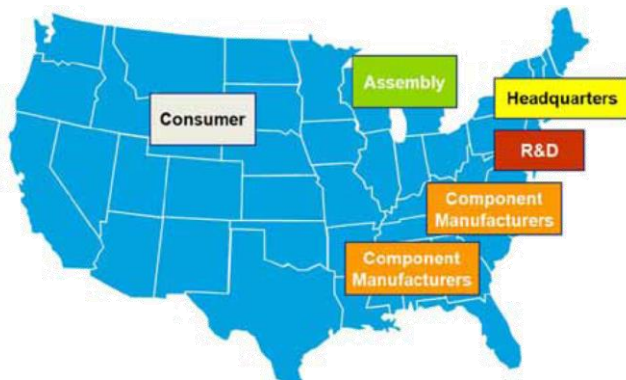 Assembly
Headquarters
Consumer
R&D
Component
Manufacturers
Component
Manufacturers